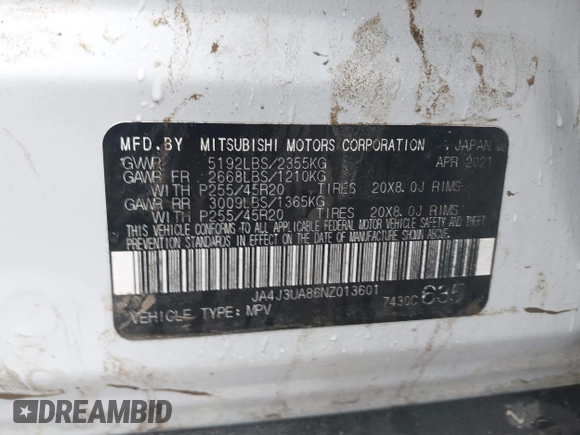 MFD.BY MITSUBISHI MOTORS CORPORATION , JAPAN
GVWR 5192LBS/2355KG APR 2021
GAWR FR 2668LBS/1210KG
WITH P255/45R20 TIRES 20X8.0J RIMS
GAWR RR 3009LBS/1365KG
WITH P255/45R20 TIRES 20X8.0J RIMS
THIS VEHICLE CONFORMS TO ALL APPLICABLE FEDERAL MOTOR VEHICLE SAFETY AND THEFT
PREVENTION STANDARDS IN EFFECT ON THE DATE OF MANUFACTURE SHOWN ABOVE.
JA4J3UA86NZ013601
VEHICLE TYPE: MPV 7430C 635
DREAMBID